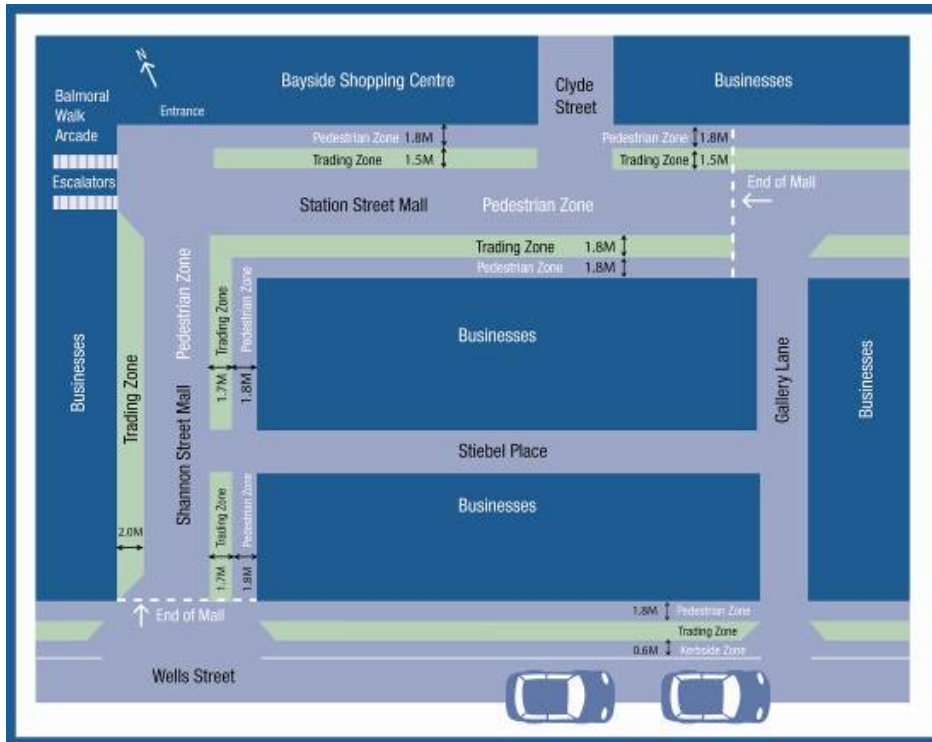 N
Bayside Shopping Centre
Clyde
Street
Businesses
Balmoral
Walk
Arcade
Entrance
Escalators
Pedestrian Zone 1.8M
Trading Zone 1.5M
Pedestrian Zone 1.8M
Trading Zone 1.5M
End of Mall
Station Street Mall
Pedestrian Zone
Trading Zone 1.8M
Pedestrian Zone 1.8M
Businesses
Trading Zone
2.0M
Pedestrian Zone
Shannon Street Mall
Trading Zone
1.7M
Pedestrian Zone
1.8M
Businesses
Gallery Lane
Businesses
Stiebel Place
Trading Zone
1.7M
Pedestrian Zone
1.8M
Businesses
End of Mall
1.8M Pedestrian Zone
Trading Zone
0.6M Kerbside Zone
Wells Street